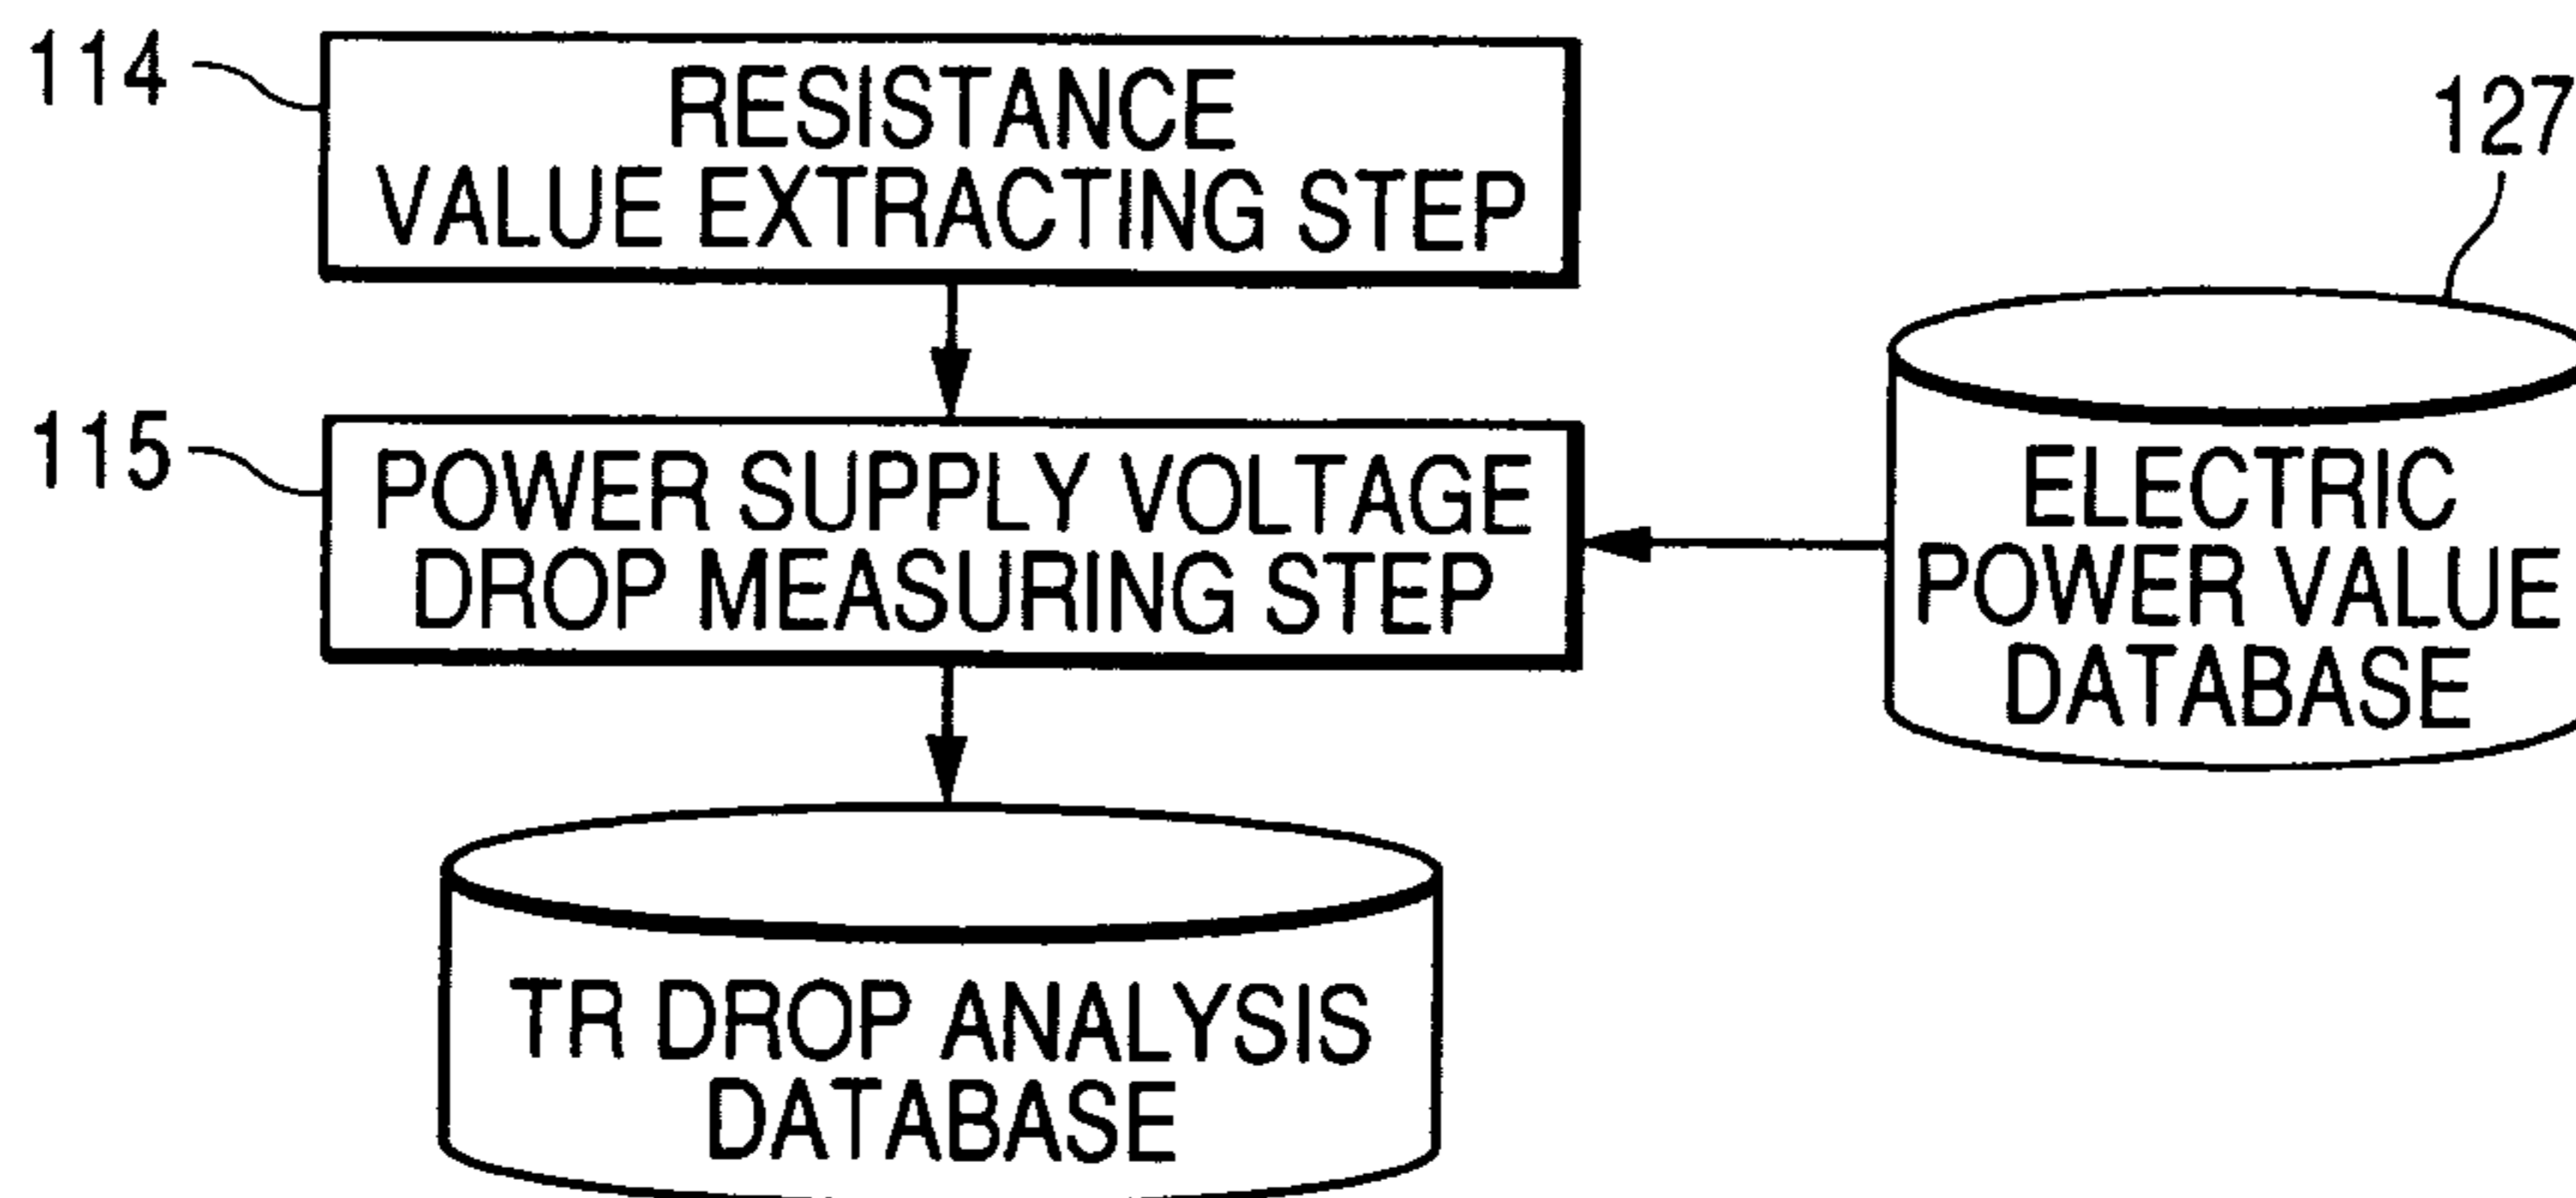 114
RESISTANCE
VALUE EXTRACTING STEP
127
115
POWER SUPPLY VOLTAGE
DROP MEASURING STEP
ELECTRIC
POWER VALUE
DATABASE
TR DROP ANALYSIS
DATABASE